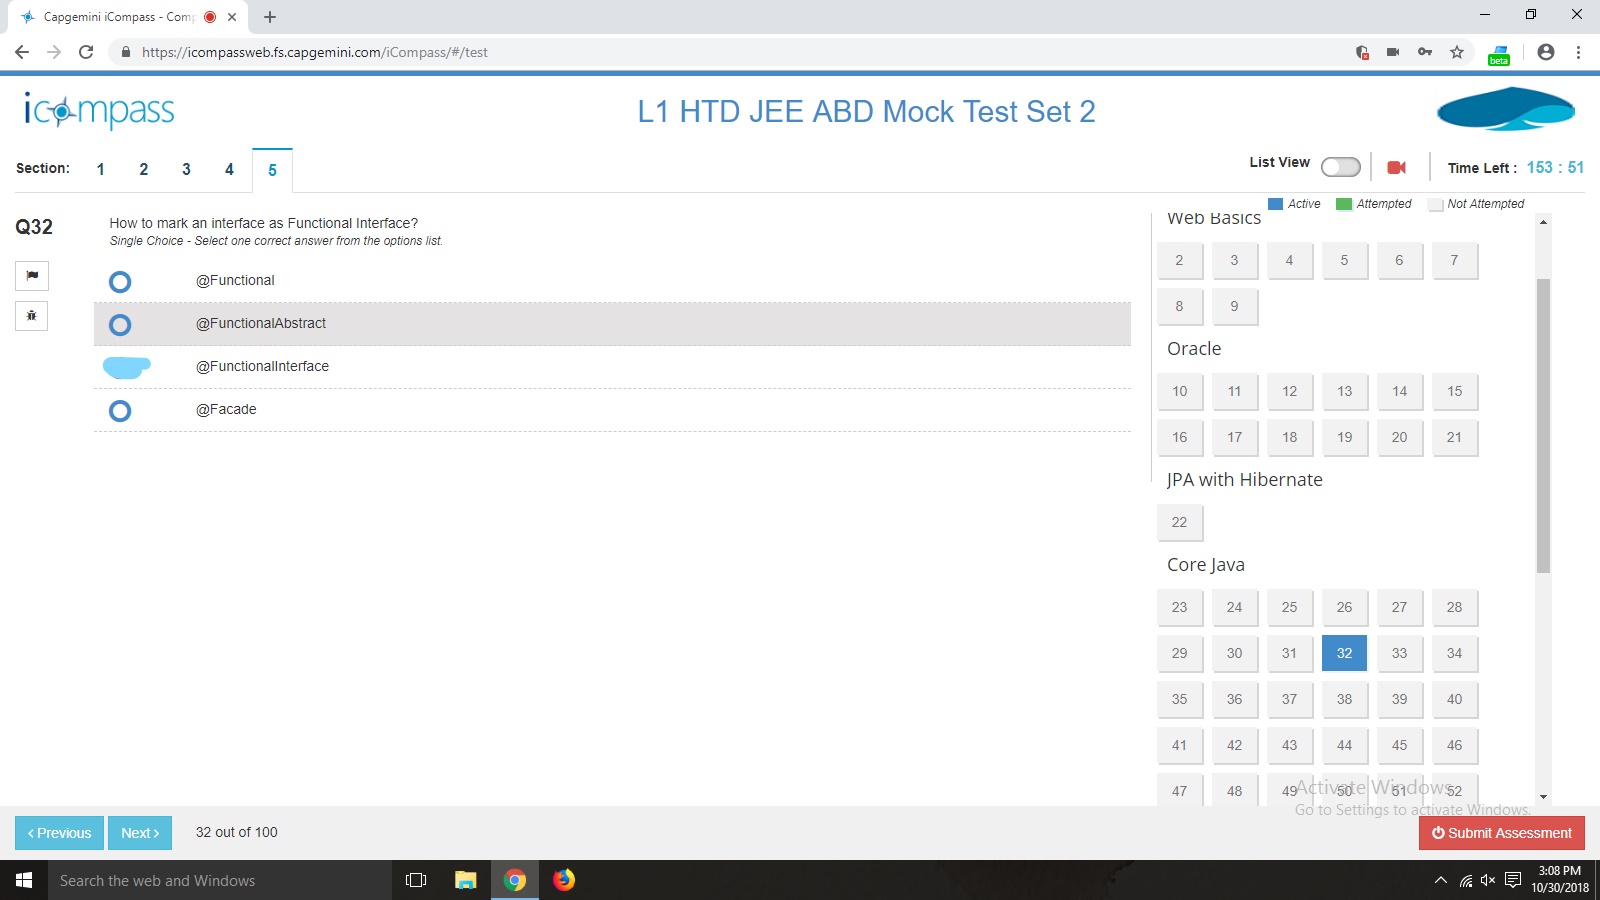 Capgemini iCompass - Comp
https://icompassweb.fs.capgemini.com/iCompass/#/test
beta
icompass
L1 HTD JEE ABD Mock Test Set 2
Section: 1 2 3 4 5
List View
Time Left : 153 : 51
Active Attempted Not Attempted
Q32
How to mark an interface as Functional Interface?
Single Choice - Select one correct answer from the options list.
@Functional
@FunctionalAbstract
@FunctionalInterface
@Facade
Web Basics
2 3 4 5 6 7
8 9
Oracle
10 11 12 13 14 15
16 17 18 19 20 21
JPA with Hibernate
22
Core Java
23 24 25 26 27 28
29 30 31 32 33 34
35 36 37 38 39 40
41 42 43 44 45 46
47 48 49 50 51 52
Activate Windows
Go to Settings to activate Windows.
‹ Previous Next › 32 out of 100
Submit Assessment
Search the web and Windows
3:08 PM
10/30/2018